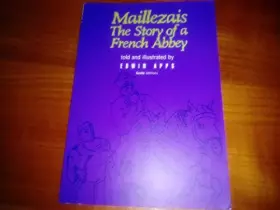 Maillezais
The Story of a
French Abbey
told and illustrated by
EDWIN APPS